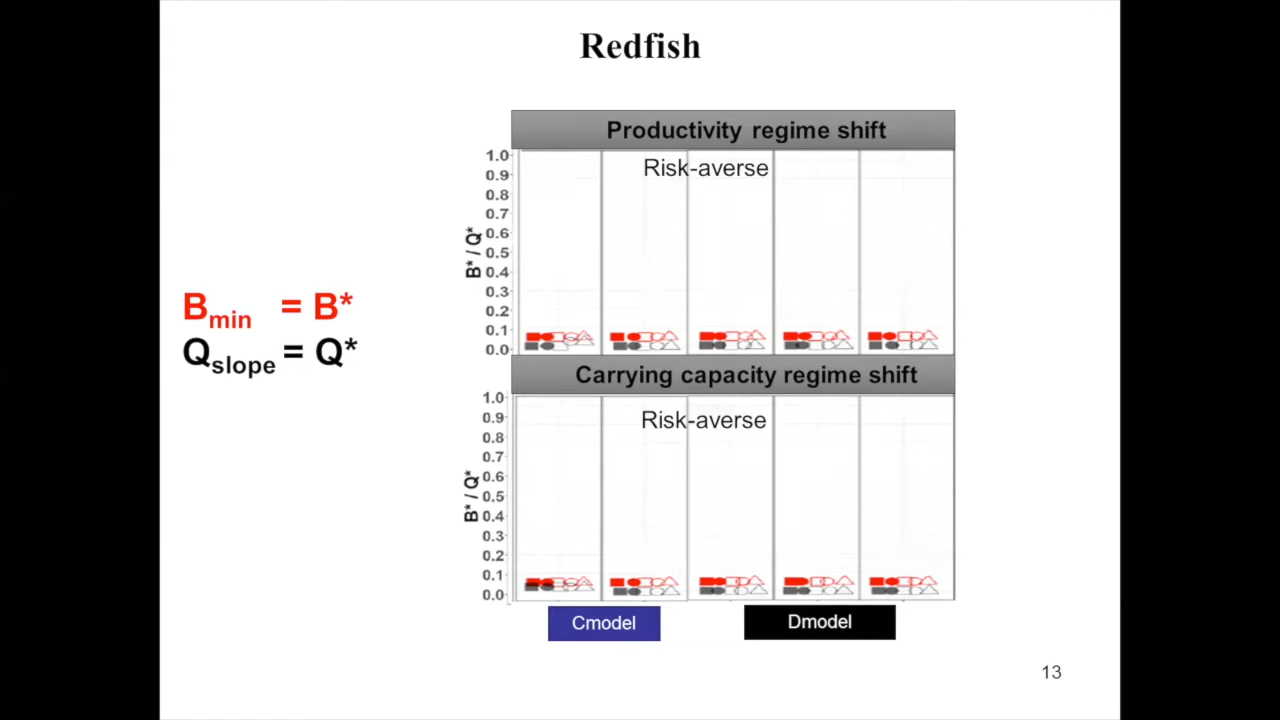 Redfish
Productivity regime shift
Risk-averse
1.0
0.9
0.8
0.7
0.6
0.5
0.4
0.3
0.2
0.1
0.0
B* / Q*
Bmin = B*
Qslope = Q*
Carrying capacity regime shift
Risk-averse
1.0
0.9
0.8
0.7
0.6
0.5
0.4
0.3
0.2
0.1
0.0
B* / Q*
Cmodel
Dmodel
13